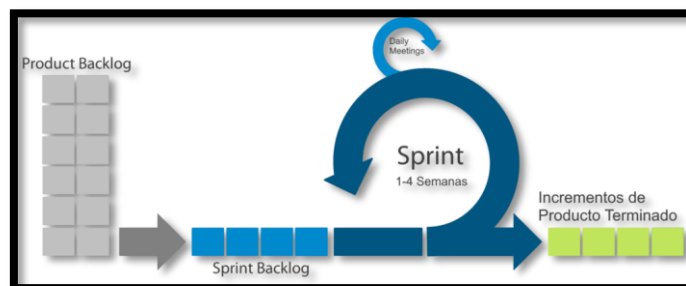 Daily
Meetings
Product Backlog
Sprint
1-4 Semanas
Incrementos de
Producto Terminado
Sprint Backlog